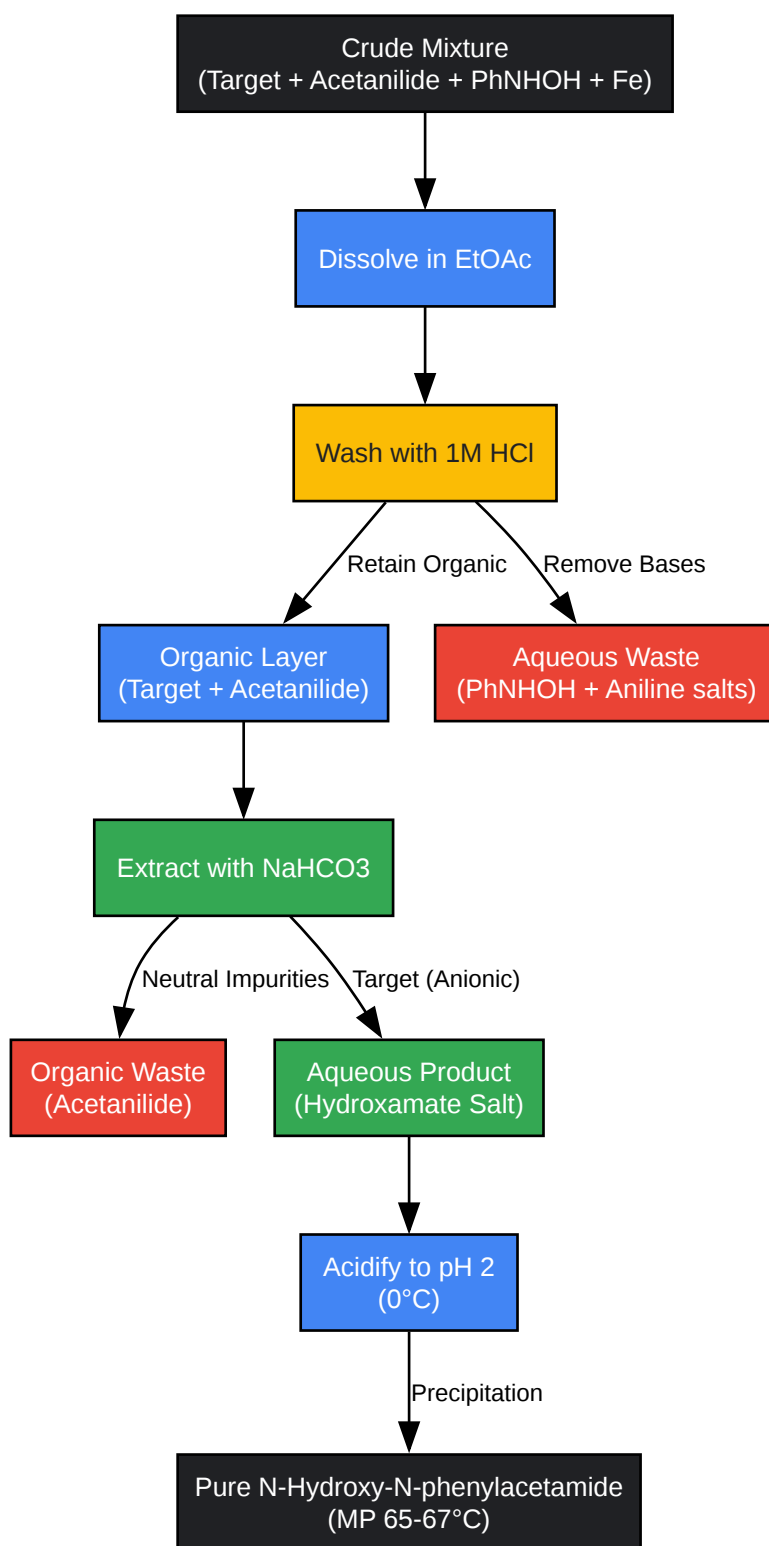 Crude Mixture
(Target + Acetanilide + PhNHOH + Fe)
Dissolve in EtOAc
Wash with 1M HCl
Retain Organic
Remove Bases
Organic Layer
(Target + Acetanilide)
Aqueous Waste
(PhNHOH + Aniline salts)
Extract with NaHCO3
Neutral Impurities
Target (Anionic)
Organic Waste
(Acetanilide)
Aqueous Product
(Hydroxamate Salt)
Acidify to pH 2
(0°C)
Precipitation
Pure N-Hydroxy-N-phenylacetamide
(MP 65-67°C)